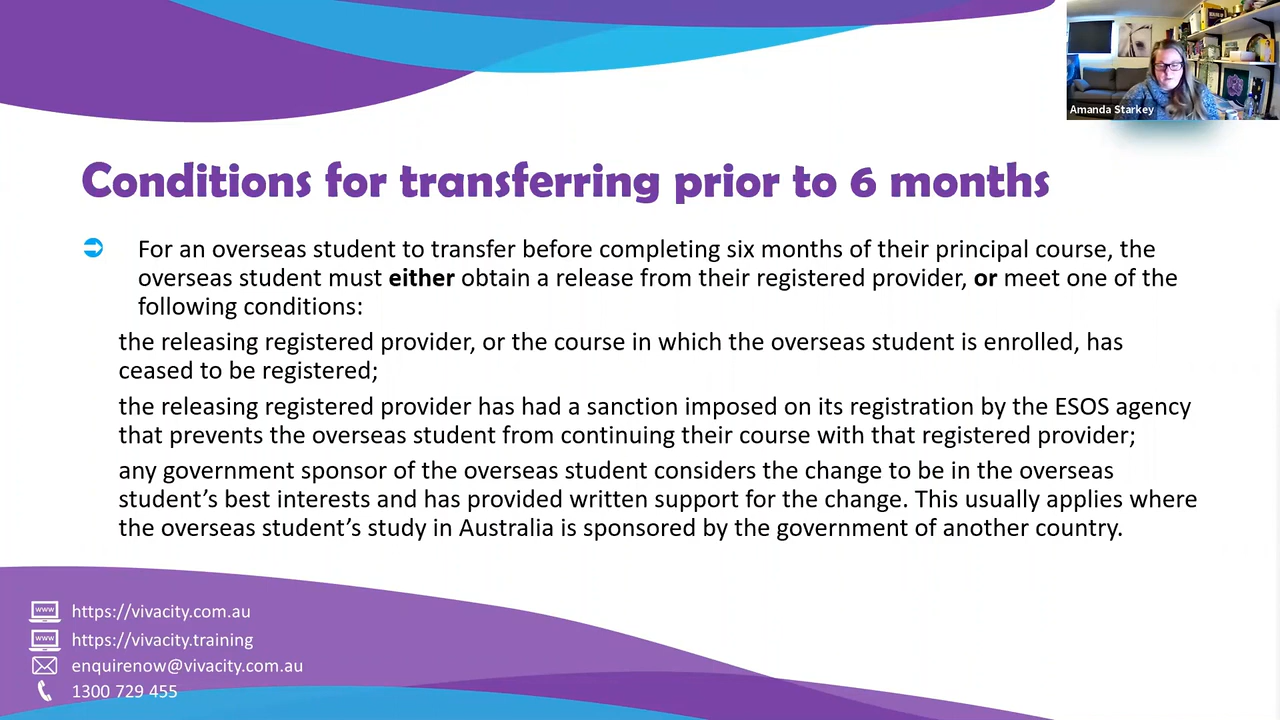 Amanda Starkey
Conditions for transferring prior to 6 months
For an overseas student to transfer before completing six months of their principal course, the
overseas student must either obtain a release from their registered provider, or meet one of the
following conditions:
the releasing registered provider, or the course in which the overseas student is enrolled, has
ceased to be registered;
the releasing registered provider has had a sanction imposed on its registration by the ESOS agency
that prevents the overseas student from continuing their course with that registered provider;
any government sponsor of the overseas student considers the change to be in the overseas
student’s best interests and has provided written support for the change. This usually applies where
the overseas student’s study in Australia is sponsored by the government of another country.
www https://vivacity.com.au
www https://vivacity.training
enquirenow@vivacity.com.au
1300 729 455